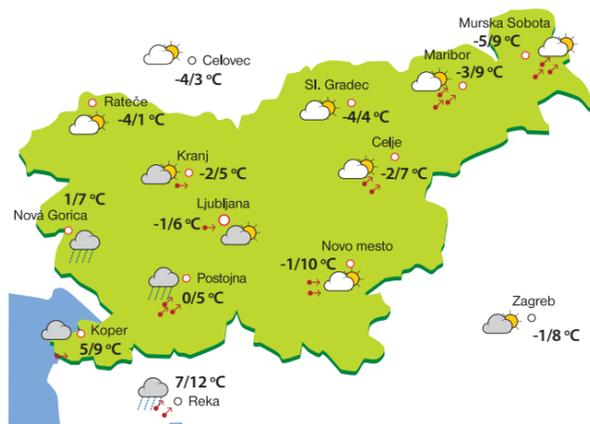 Murska Sobota
-5/9 °C
Maribor
-3/9 °C
Celovec
-4/3 °C
Sl. Gradec
-4/4 °C
Rateče
-4/1 °C
Celje
-2/7 °C
Kranj
-2/5 °C
1/7 °C
Nova Gorica
Ljubljana
-1/6 °C
Novo mesto
-1/10 °C
Postojna
0/5 °C
Zagreb
-1/8 °C
Koper
5/9 °C
7/12 °C
Reka